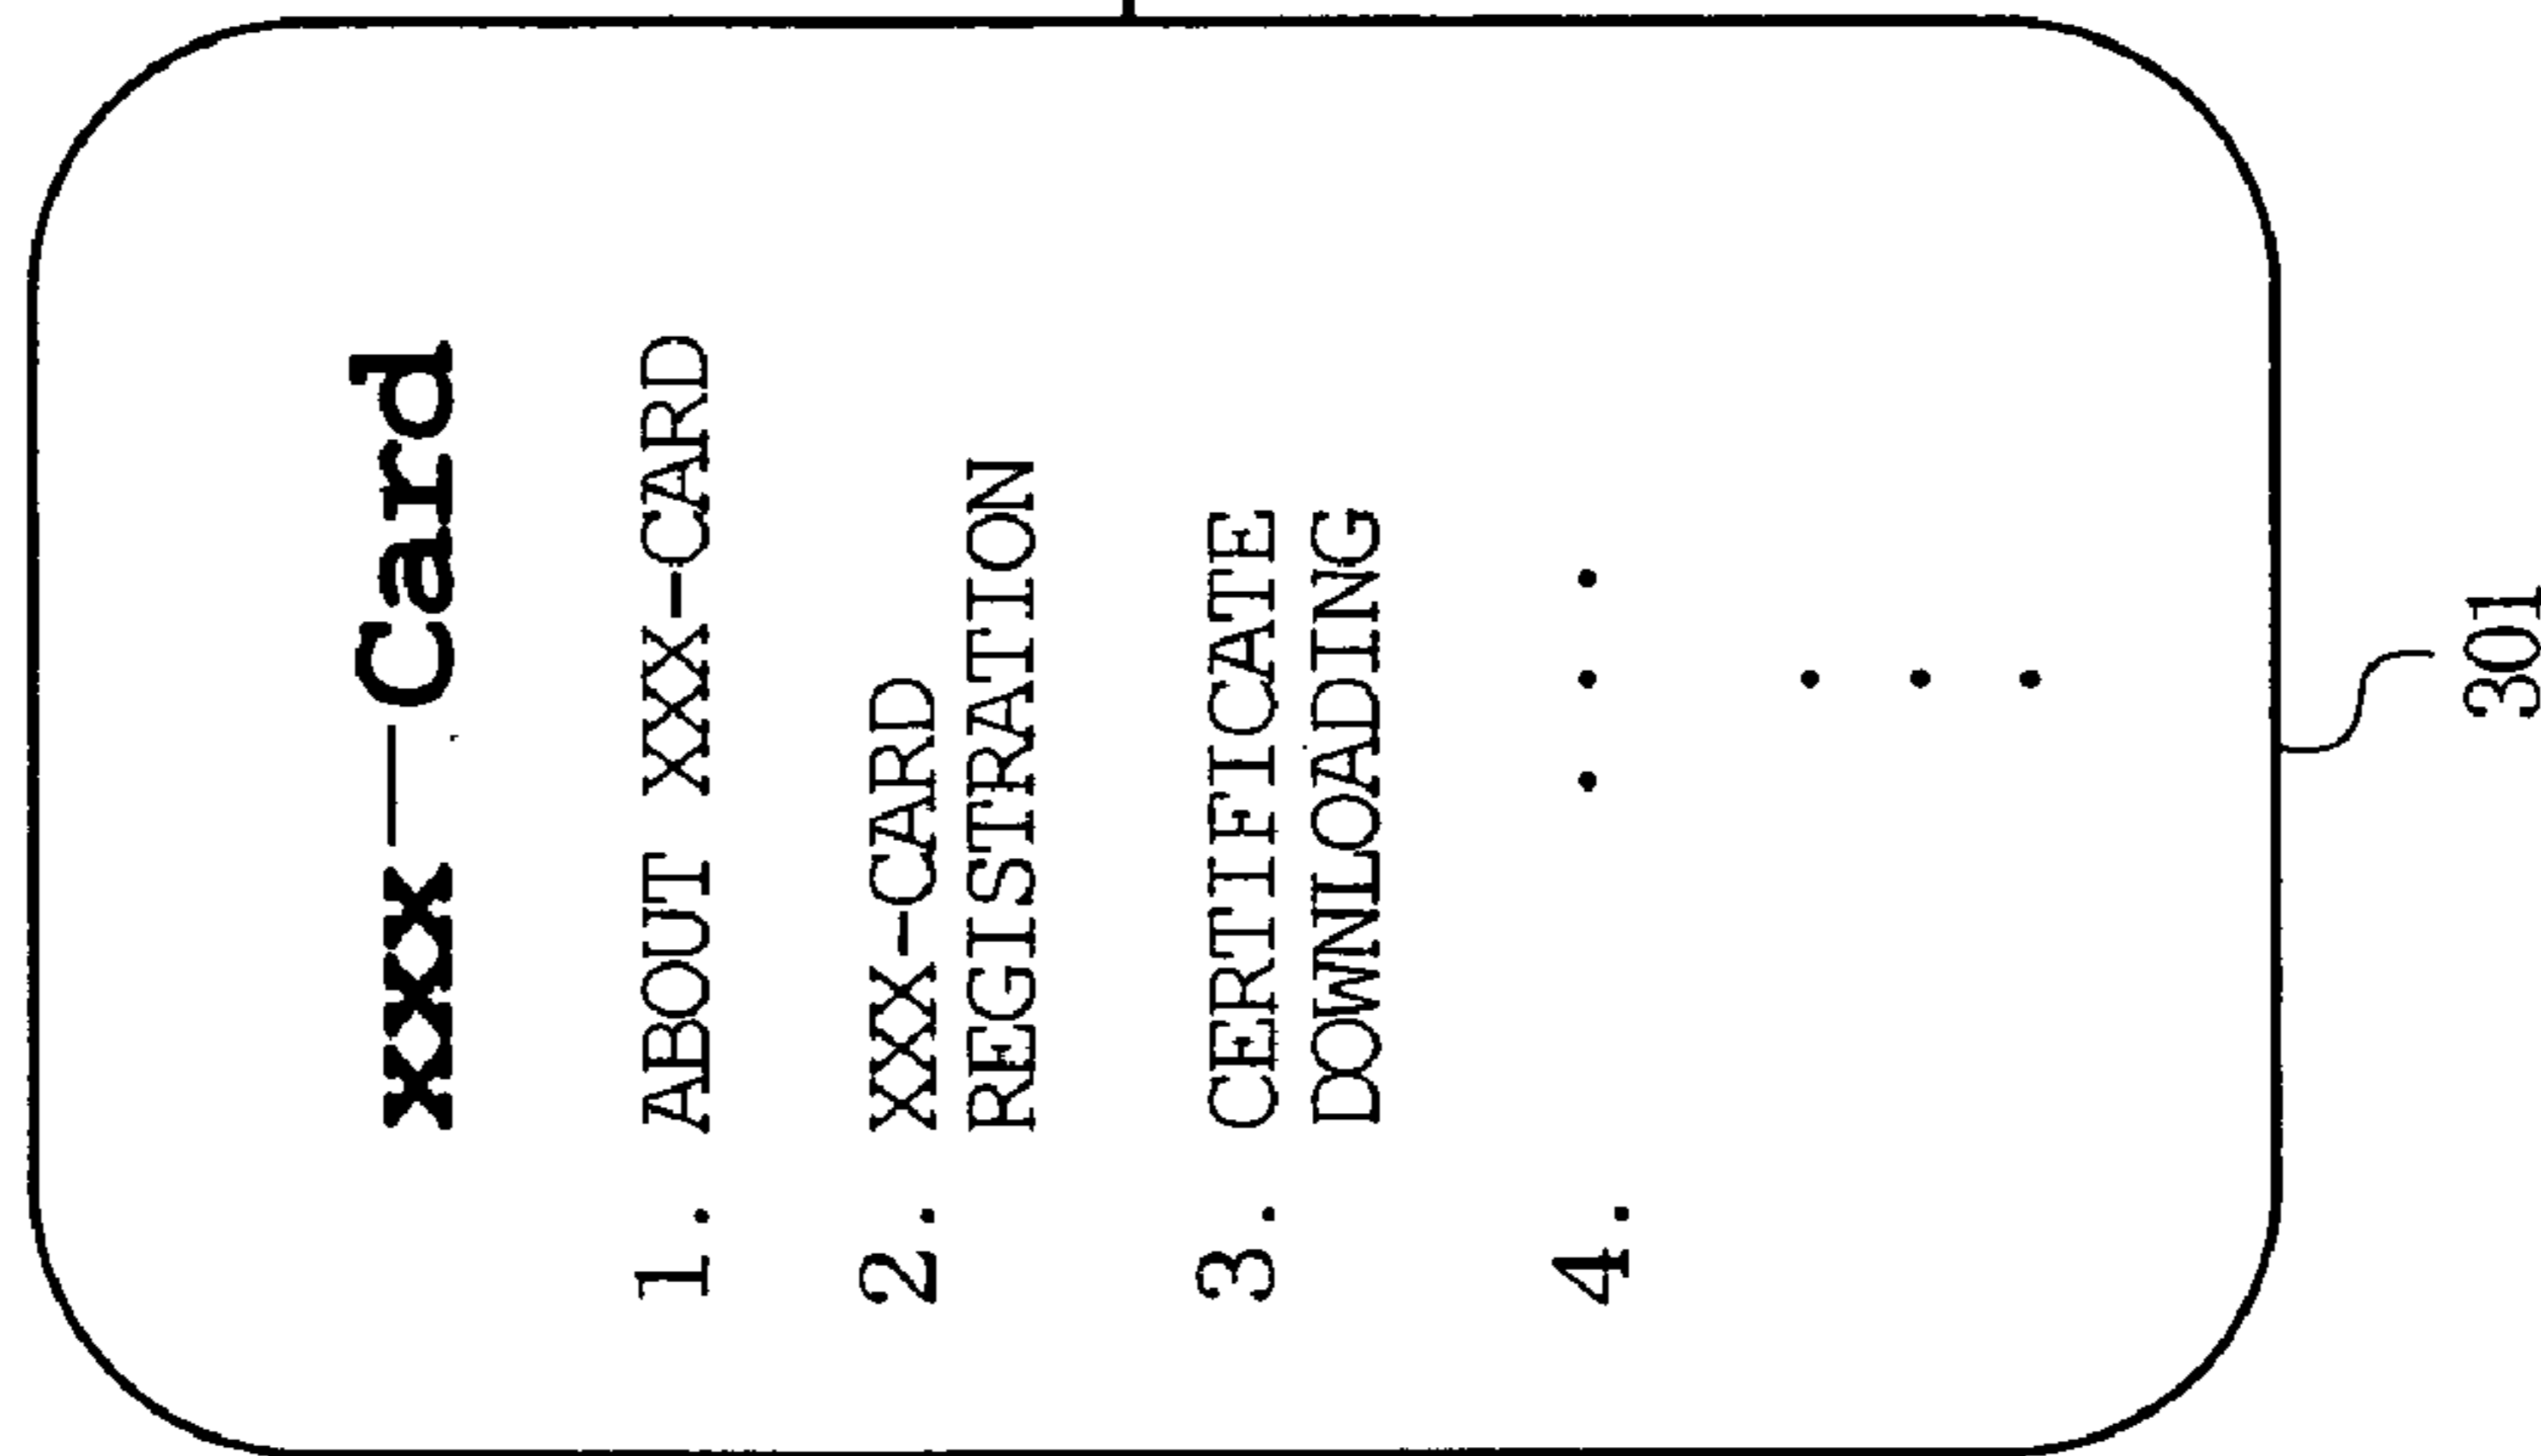 xxx—Card
1. ABOUT XXX-CARD
2. XXX-CARD
REGISTRATION
3. CERTIFICATE
DOWNLOADING
4. ...
301